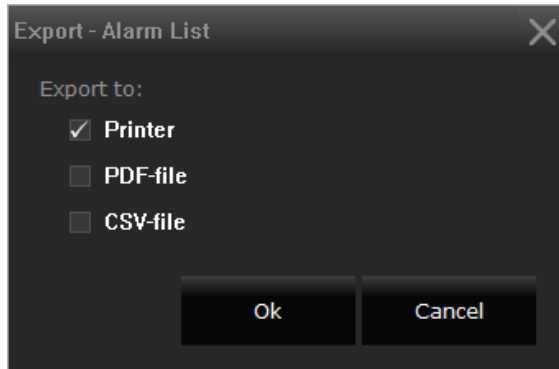 Export - Alarm List
Export to:
Printer
PDF-file
CSV-file
Ok Cancel